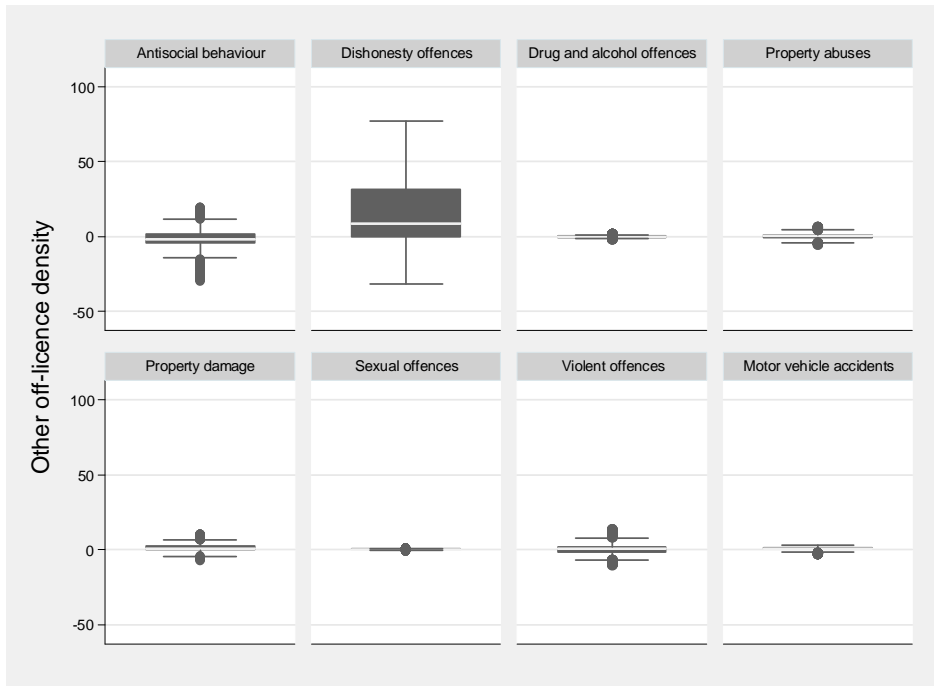 Antisocial behaviour
Dishonesty offences
Drug and alcohol offences
Property abuses
100
50
0
-50
Property damage
Sexual offences
Violent offences
Motor vehicle accidents
100
50
0
-50
Other off-licence density